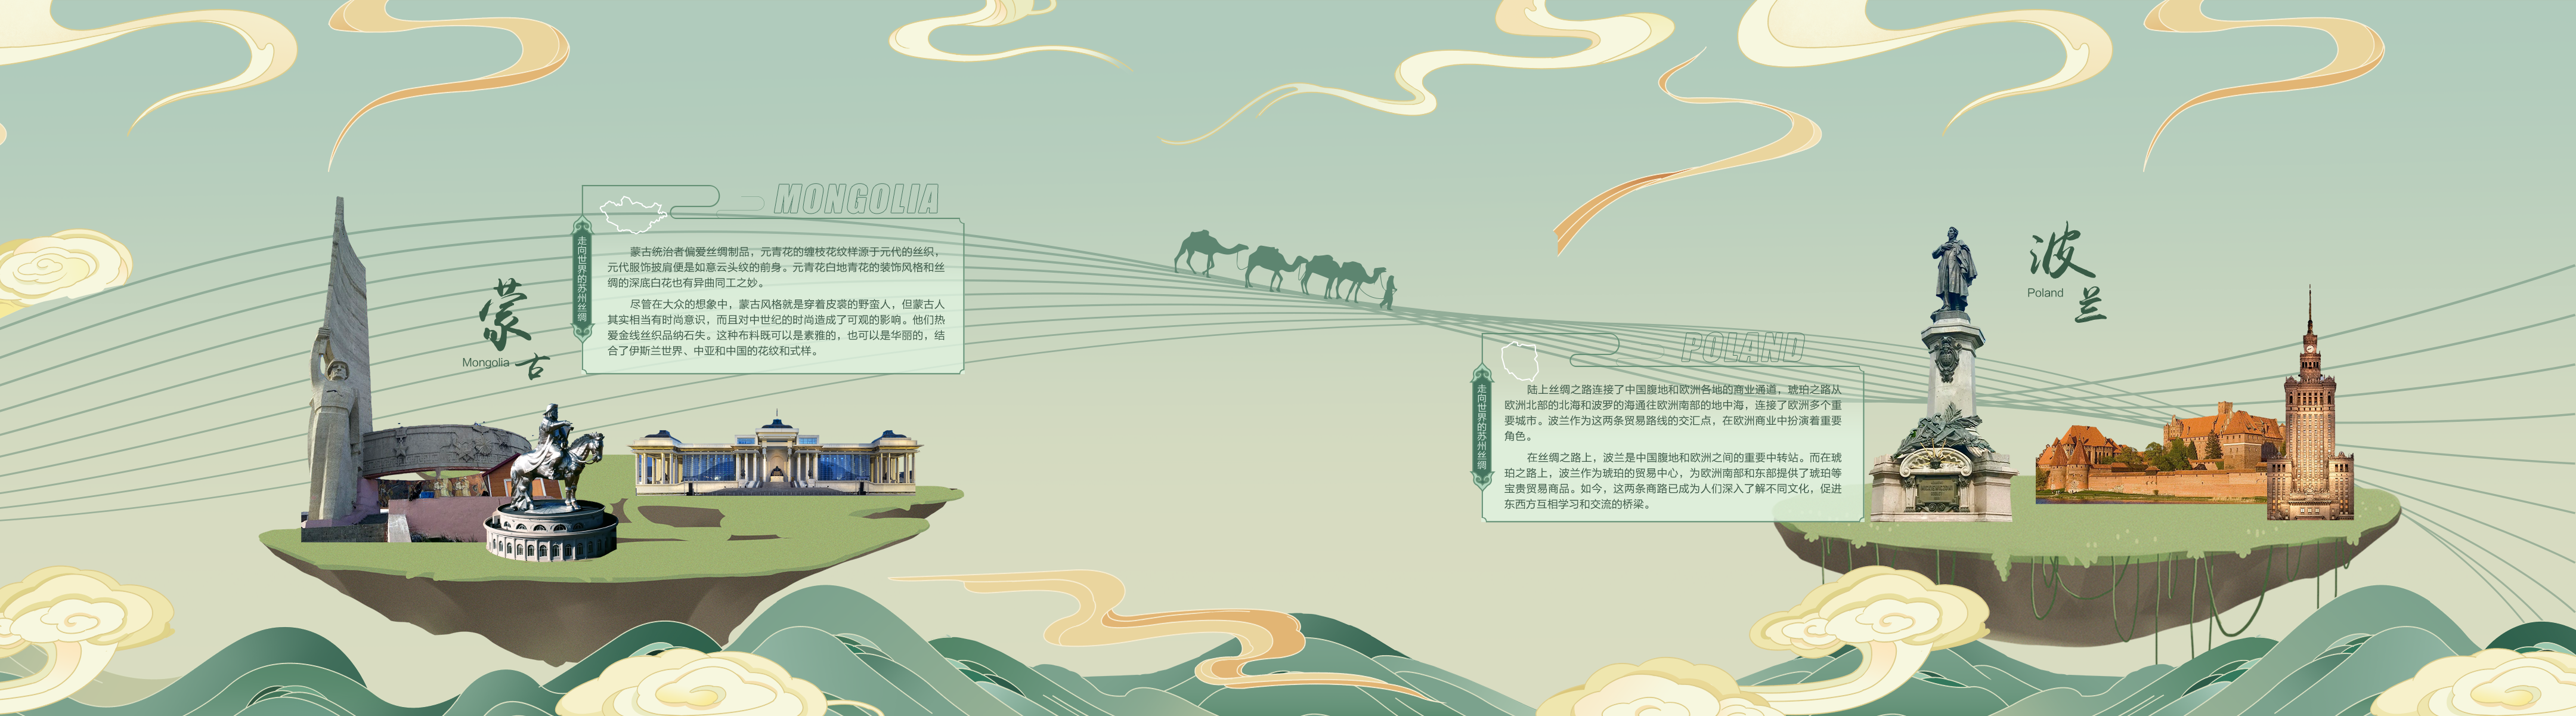 MONGOLIA
走向世界的苏州丝绸
蒙古统治者偏爱丝绸制品，元青花的缠枝花纹样源于元代的丝织，
元代服饰披肩便是如意云头纹的前身。元青花白地青花的装饰风格和丝
绸的深底白花也有异曲同工之妙。
尽管在大众的想象中，蒙古风格就是穿着皮裘的野蛮人，但蒙古人
其实相当有时尚意识，而且对中世纪的时尚造成了可观的影响。他们热
爱金线丝织品纳石失。这种布料既可以是素雅的，也可以是华丽的，结
合了伊斯兰世界、中亚和中国的花纹和式样。
蒙古
Mongolia
波兰
Poland
POLAND
走向世界的苏州丝绸
陆上丝绸之路连接了中国腹地和欧洲各地的商业通道，琥珀之路从
欧洲北部的北海和波罗的海通往欧洲南部的地中海，连接了欧洲多个重
要城市。波兰作为这两条贸易路线的交汇点，在欧洲商业中扮演着重要
角色。
在丝绸之路上，波兰是中国腹地和欧洲之间的重要中转站。而在琥
珀之路上，波兰作为琥珀的贸易中心，为欧洲南部和东部提供了琥珀等
宝贵贸易商品。如今，这两条商路已成为人们深入了解不同文化，促进
东西方互相学习和交流的桥梁。